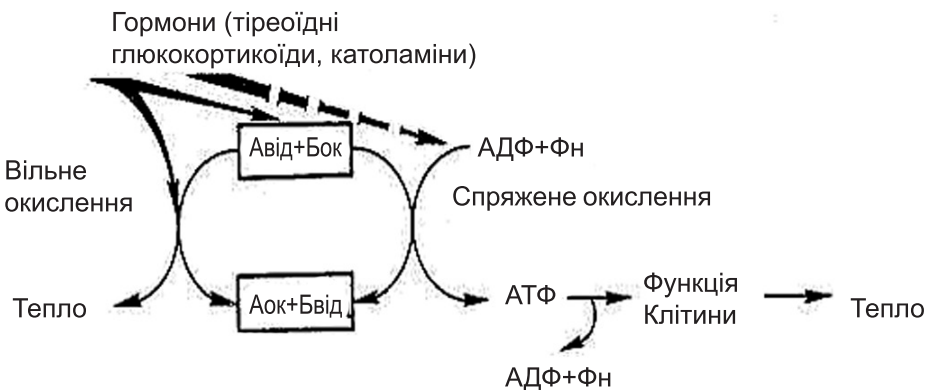 Гормони (тіреоїдні
глюкокортикоїди, католаміни)
Авід+Бок
АДФ+Фн
Вільне
окислення
Спряжене окислення
Тепло
Аок+Бвід
АТФ
Функція
Клітини
Тепло
АДФ+Фн